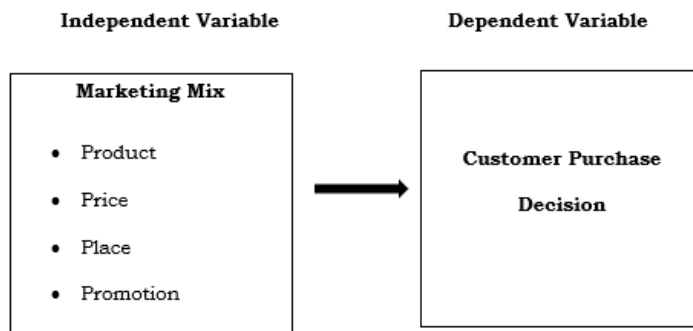 Independent Variable
Dependent Variable
Marketing Mix
• Product
• Price
• Place
• Promotion
Customer Purchase
Decision